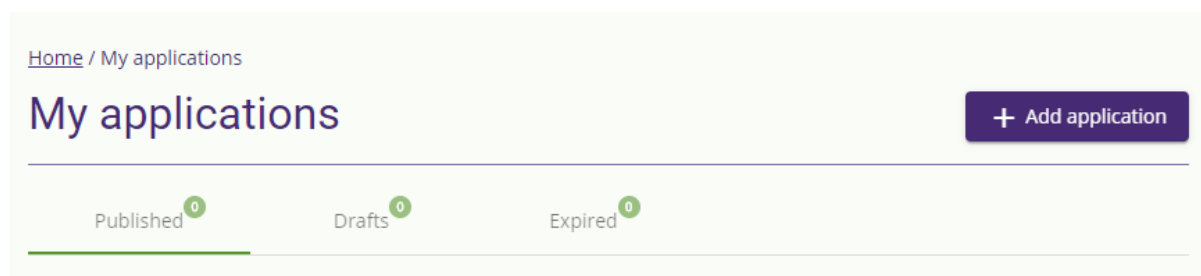 Home / My applications
My applications
+ Add application
Published 0
Drafts 0
Expired 0